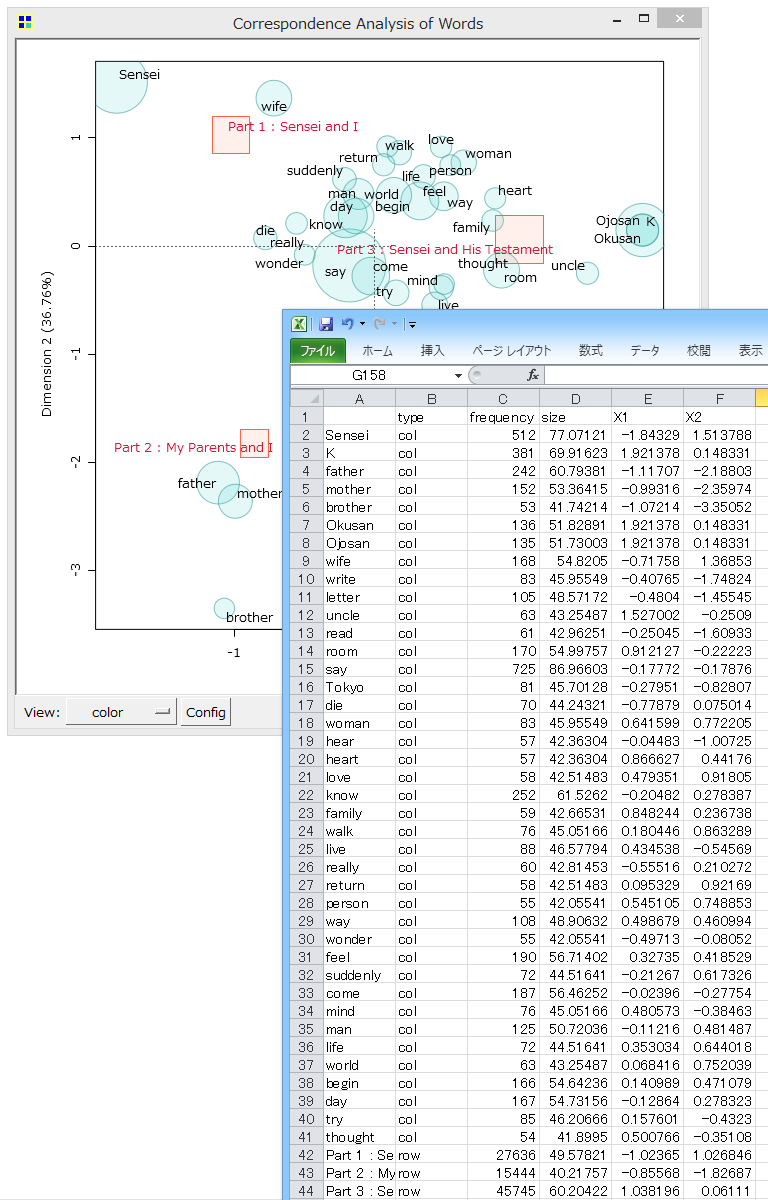 Correspondence Analysis of Words
Sensei
wife
Part 1 : Sensei and I
walk
love
return
woman
suddenly
life
person
man
world
feel
heart
day
begin
way
die
know
family
Ojosan K
really
Part 3 : Sensei and His Testament
Okusan
wonder
say
come
thought
uncle
mind
room
try
live
Part 2 : My Parents and I
father
mother
brother
1
0
-1
-2
-3
-1
Dimension 2 (36.76%)
View: color Config
ファイル ホーム 挿入 ページ レイアウト 数式 データ 校閲 表示
G158 fx
A B C D E F
1 type frequency size X1 X2
2 Sensei col 512 77.07121 -1.84329 1.513788
3 K col 381 69.91623 1.921378 0.148331
4 father col 242 60.79381 -1.11707 -2.18803
5 mother col 152 53.36415 -0.99316 -2.35974
6 brother col 53 41.74214 -1.07214 -3.35052
7 Okusan col 136 51.82891 1.921378 0.148331
8 Ojosan col 135 51.73003 1.921378 0.148331
9 wife col 168 54.8205 -0.71758 1.36853
10 write col 83 45.95549 -0.40765 -1.74824
11 letter col 105 48.57172 -0.4804 -1.45545
12 uncle col 63 43.25487 1.527002 -0.2509
13 read col 61 42.96251 -0.25045 -1.60933
14 room col 170 54.99757 0.912127 -0.22223
15 say col 725 86.96603 -0.17772 -0.17876
16 Tokyo col 81 45.70128 -0.27951 -0.82807
17 die col 70 44.24321 -0.77879 0.075014
18 woman col 83 45.95549 0.641599 0.772205
19 hear col 57 42.36304 -0.04483 -1.00725
20 heart col 57 42.36304 0.866627 0.44176
21 love col 58 42.51483 0.479351 0.91805
22 know col 252 61.5262 -0.20482 0.278387
23 family col 59 42.66531 0.848244 0.236738
24 walk col 76 45.05166 0.180446 0.863289
25 live col 88 46.57794 0.434538 -0.54569
26 really col 60 42.81453 -0.55516 0.210272
27 return col 58 42.51483 0.095329 0.92169
28 person col 55 42.05541 0.545105 0.748853
29 way col 108 48.90632 0.498679 0.460994
30 wonder col 55 42.05541 -0.49713 -0.08052
31 feel col 190 56.71402 0.32735 0.418529
32 suddenly col 72 44.51641 -0.21267 0.617326
33 come col 187 56.46252 -0.02396 -0.27754
34 mind col 76 45.05166 0.480573 -0.38463
35 man col 125 50.72036 -0.11216 0.481487
36 life col 72 44.51641 0.353034 0.644018
37 world col 63 43.25487 0.068416 0.752039
38 begin col 166 54.64236 0.140989 0.471079
39 day col 167 54.73156 -0.12864 0.278323
40 try col 85 46.20666 0.157601 -0.4323
41 thought col 54 41.8995 0.500766 -0.35108
42 Part 1 : Se row 27636 49.57821 -1.02365 1.026846
43 Part 2 : My row 15444 40.21757 -0.85568 -1.82687
44 Part 3 : Se row 45745 60.20422 1.038196 0.06111